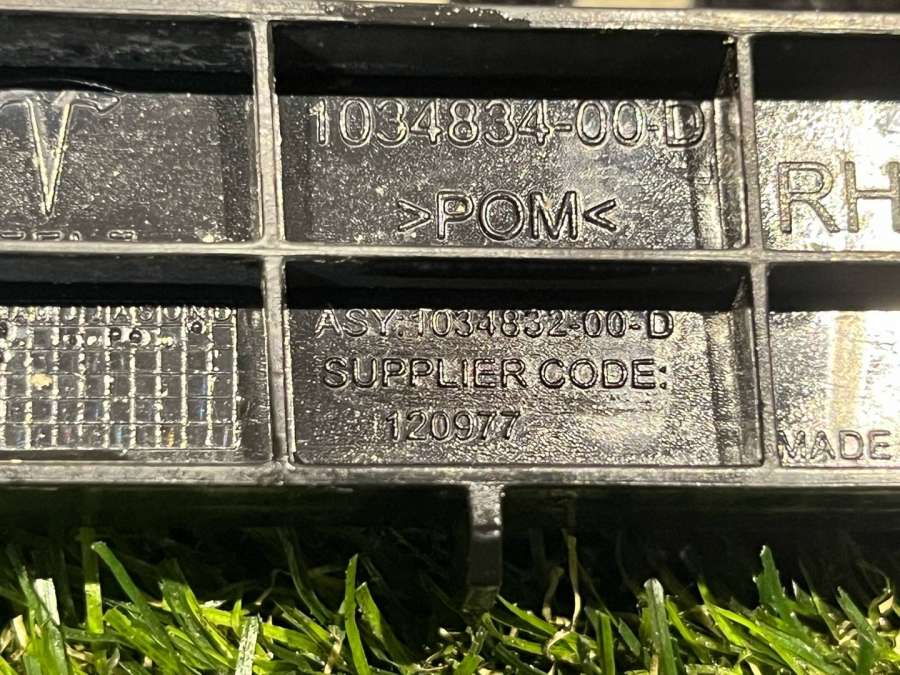 1034834-00-D
>POM<
RH
ASY:1034832-00-D
SUPPLIER CODE:
120977
MADE